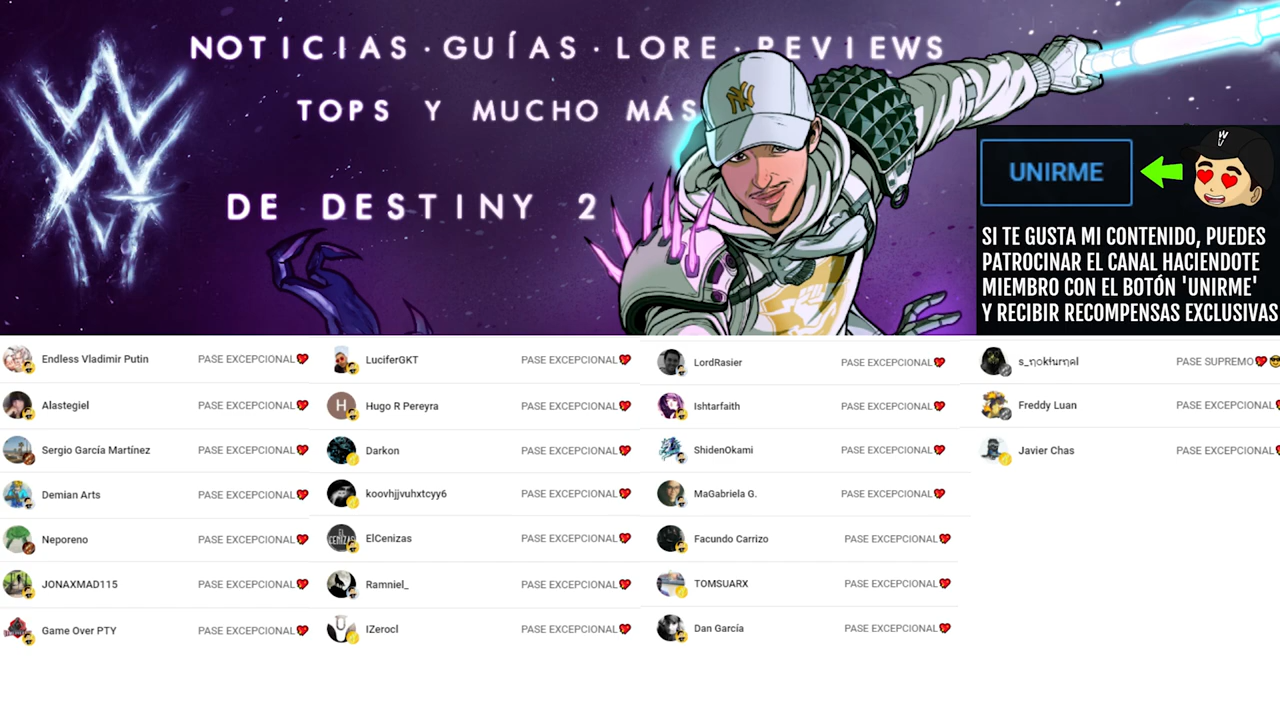 NOTICIAS · GUÍAS · LORE · REVIEWS
TOPS Y MUCHO MÁS
DE DESTINY 2
UNIRME
SI TE GUSTA MI CONTENIDO, PUEDES
PATROCINAR EL CANAL HACIENDOTE
MIEMBRO CON EL BOTÓN 'UNIRME'
Y RECIBIR RECOMPENSAS EXCLUSIVAS
Endless Vladimir Putin PASE EXCEPCIONAL
Alastegiel PASE EXCEPCIONAL
Sergio García Martínez PASE EXCEPCIONAL
Demian Arts PASE EXCEPCIONAL
Neporeno PASE EXCEPCIONAL
JONAXMAD115 PASE EXCEPCIONAL
Game Over PTY PASE EXCEPCIONAL
LuciferGKT PASE EXCEPCIONAL
H Hugo R Pereyra PASE EXCEPCIONAL
Darkon PASE EXCEPCIONAL
koovhjjvuhxtcyy6 PASE EXCEPCIONAL
EL CENIZAS ElCenizas PASE EXCEPCIONAL
Ramniel_ PASE EXCEPCIONAL
IZerocl PASE EXCEPCIONAL
LordRasier PASE EXCEPCIONAL
Ishtarfaith PASE EXCEPCIONAL
ShidenOkami PASE EXCEPCIONAL
MaGabriela G. PASE EXCEPCIONAL
Facundo Carrizo PASE EXCEPCIONAL
TOMSUARX PASE EXCEPCIONAL
Dan García PASE EXCEPCIONAL
PASE SUPREMO
Freddy Luan PASE EXCEPCIONAL
Javier Chas PASE EXCEPCIONAL